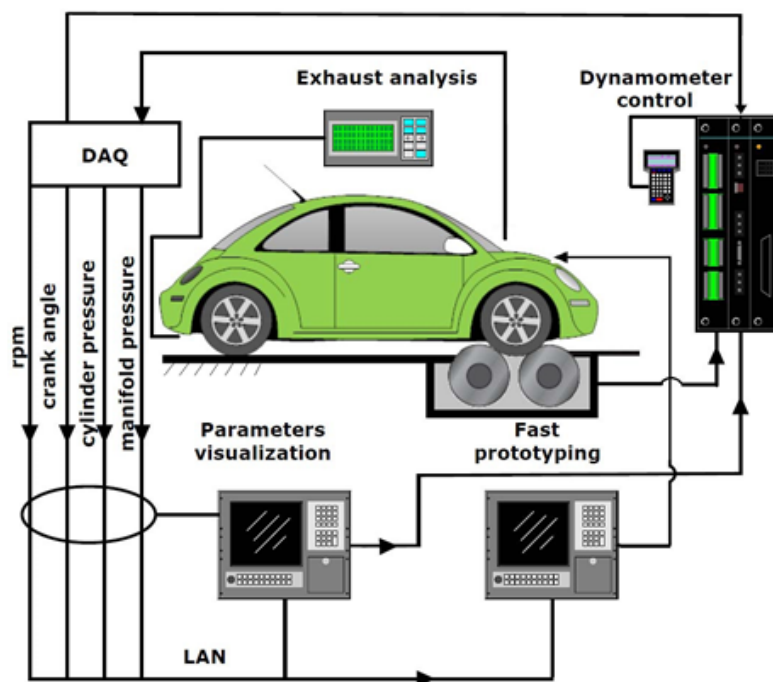 Exhaust analysis
Dynamometer
control
DAQ
rpm
crank angle
cylinder pressure
manifold pressure
Parameters
visualization
Fast
prototyping
LAN